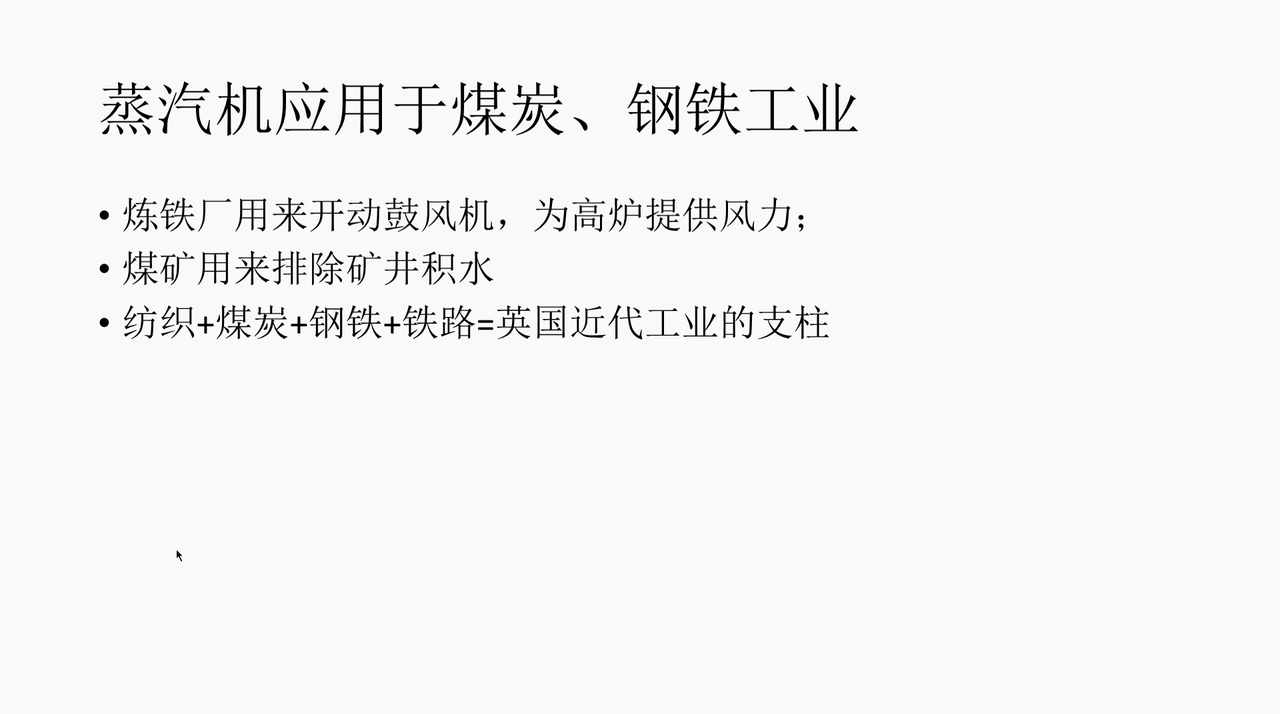 蒸汽机应用于煤炭、钢铁工业
• 炼铁厂用来开动鼓风机，为高炉提供风力；
• 煤矿用来排除矿井积水
• 纺织+煤炭+钢铁+铁路=英国近代工业的支柱